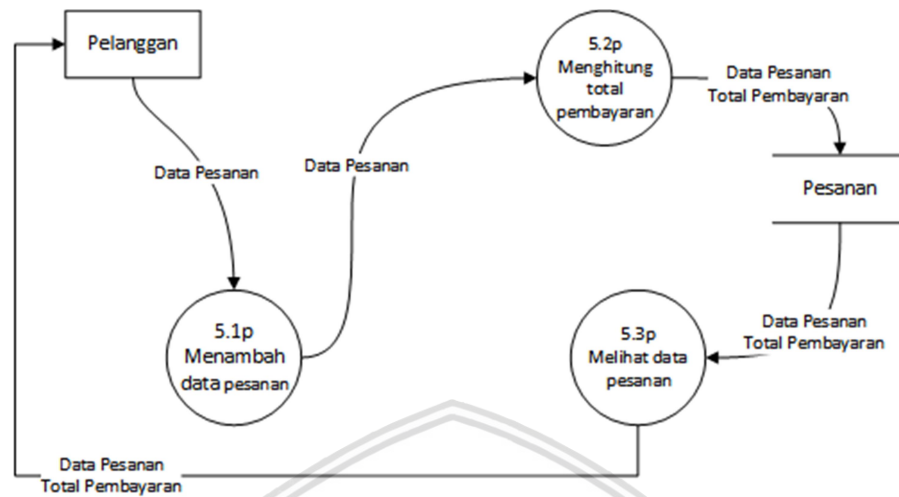 Pelanggan
5.2p
Menghitung
total
pembayaran
Data Pesanan
Total Pembayaran
Data Pesanan
Data Pesanan
Pesanan
5.1p
Menambah
data pesanan
5.3p
Melihat data
pesanan
Data Pesanan
Total Pembayaran
Data Pesanan
Total Pembayaran